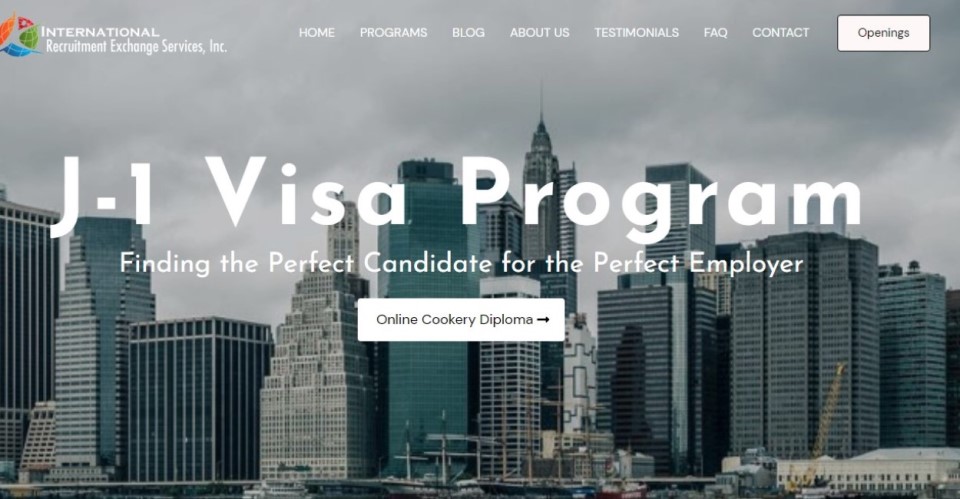 INTERNATIONAL
Recruitment Exchange Services, Inc.
HOME PROGRAMS BLOG ABOUT US TESTIMONIALS FAQ CONTACT Openings
J-1 Visa Program
Finding the Perfect Candidate for the Perfect Employer
Online Cookery Diploma →